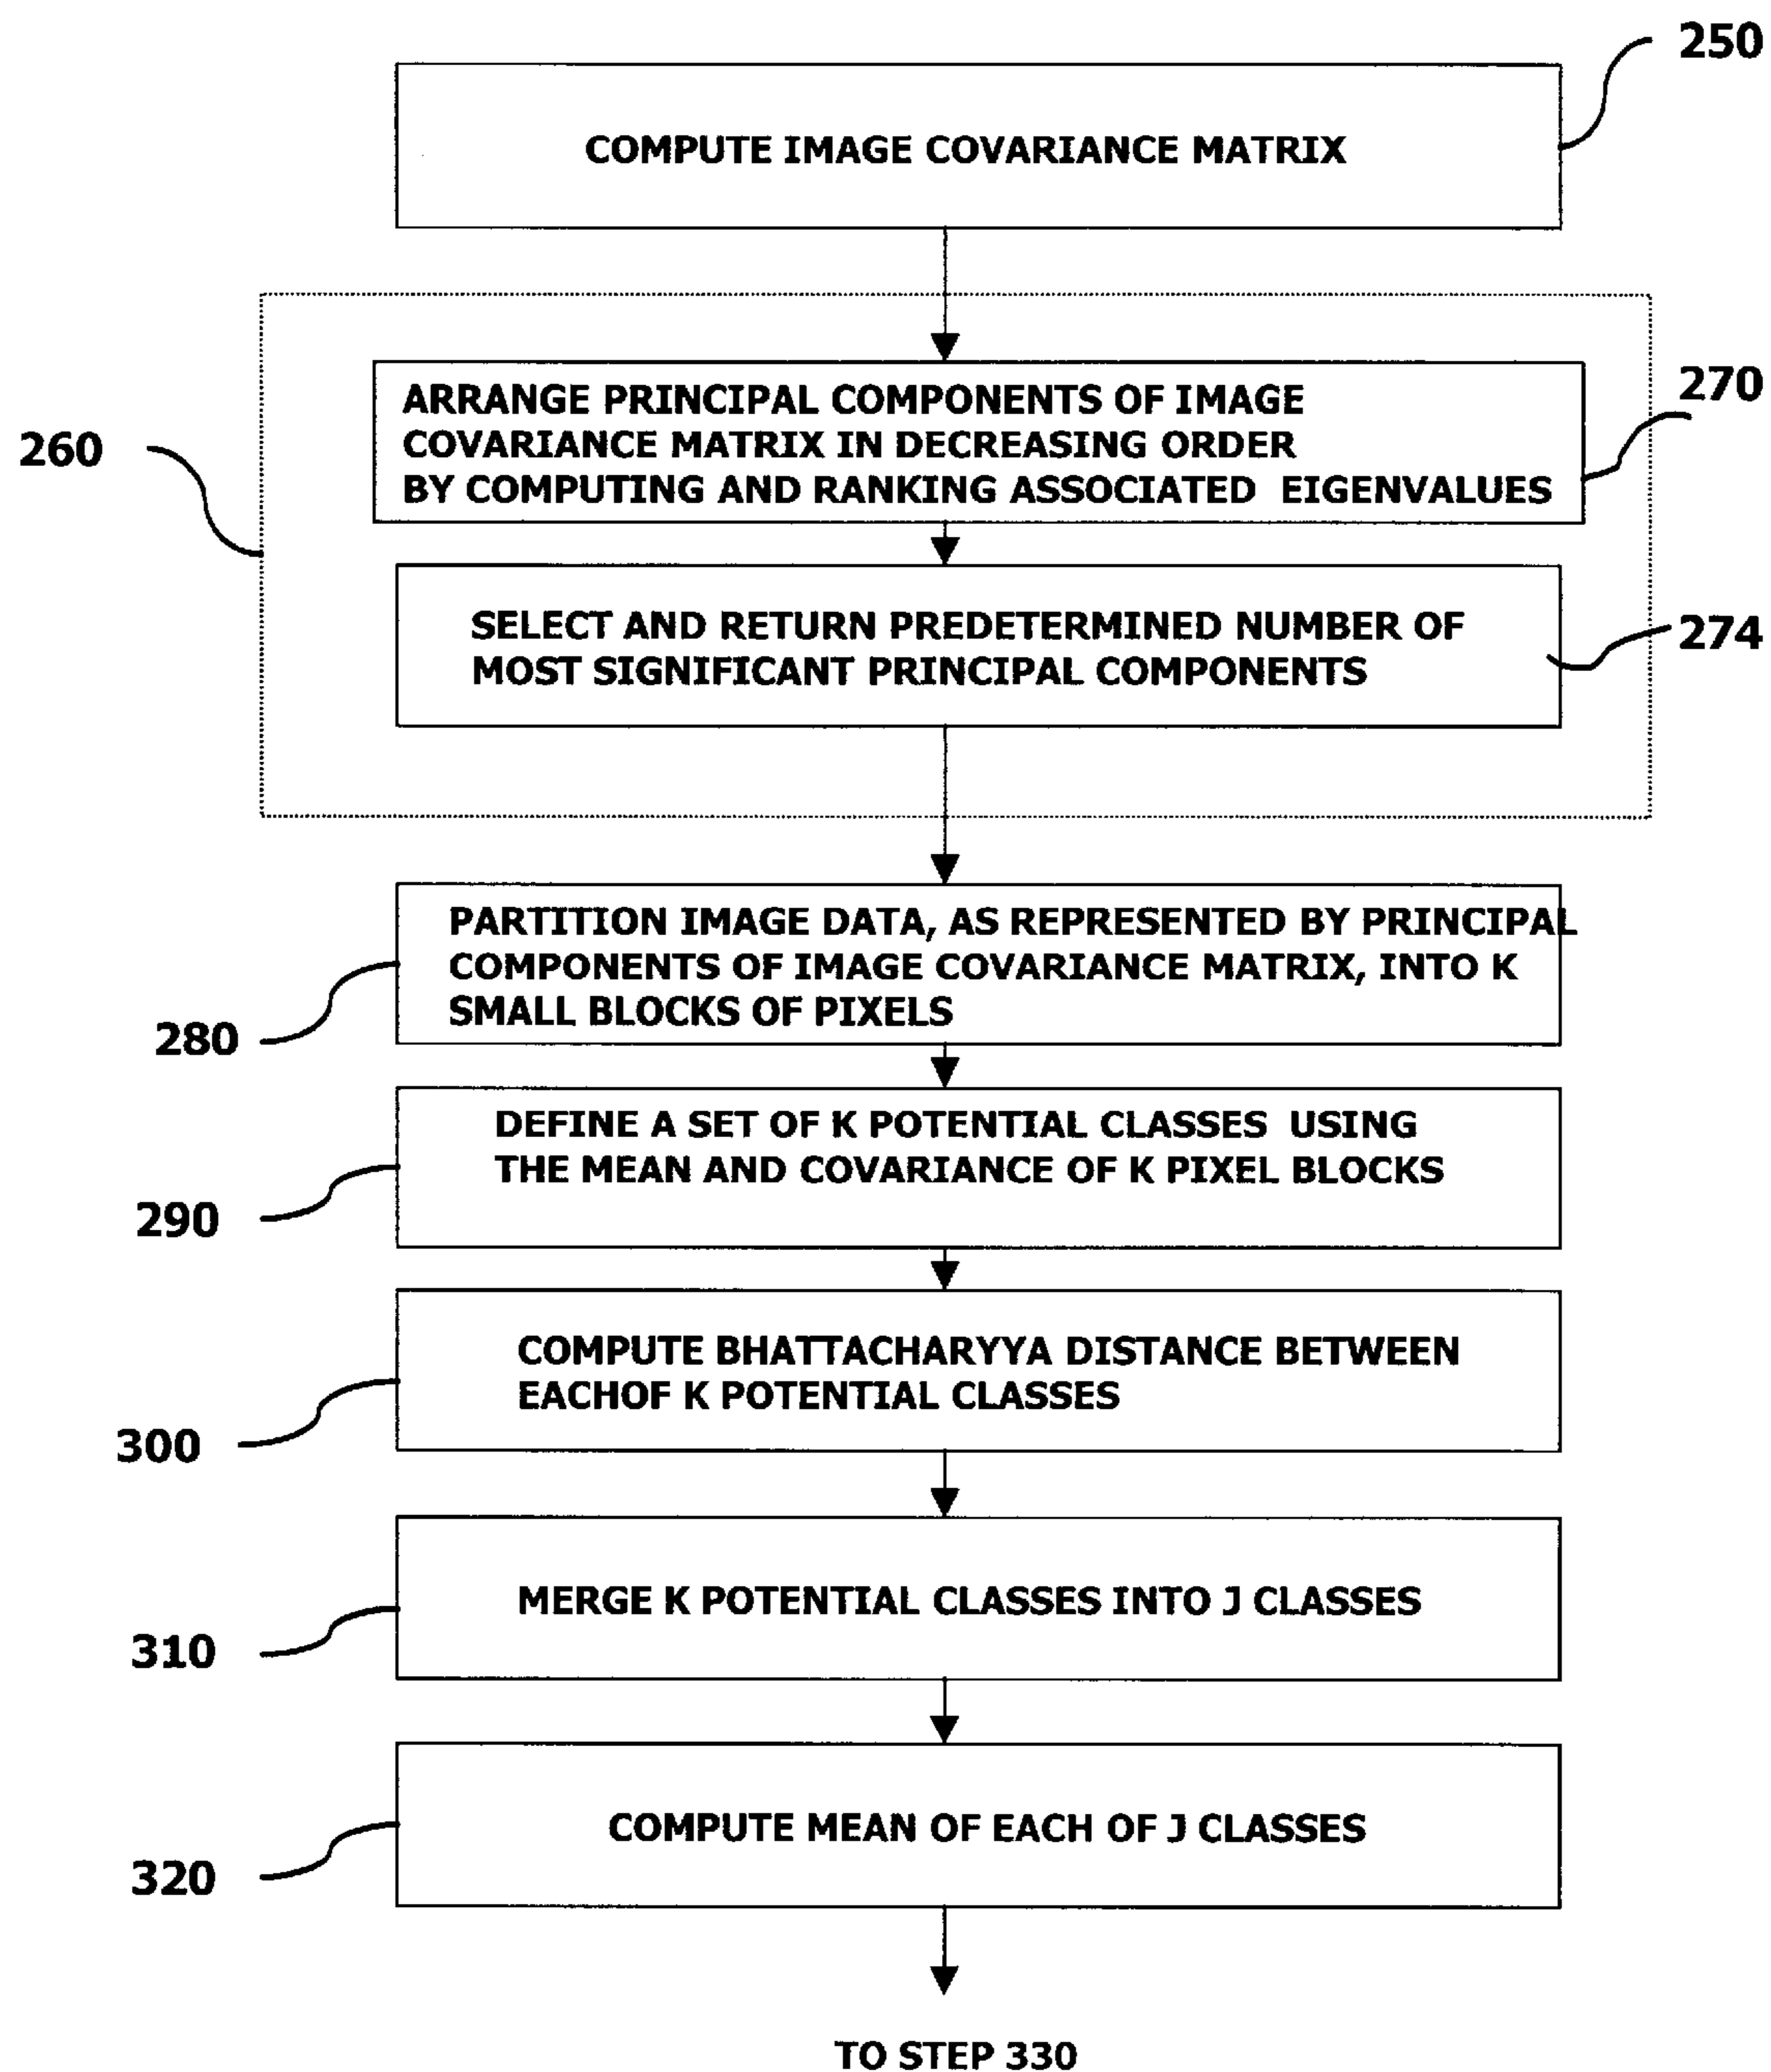 250
COMPUTE IMAGE COVARIANCE MATRIX
ARRANGE PRINCIPAL COMPONENTS OF IMAGE
COVARIANCE MATRIX IN DECREASING ORDER
BY COMPUTING AND RANKING ASSOCIATED EIGENVALUES
270
260
SELECT AND RETURN PREDETERMINED NUMBER OF
MOST SIGNIFICANT PRINCIPAL COMPONENTS
274
PARTITION IMAGE DATA, AS REPRESENTED BY PRINCIPAL
COMPONENTS OF IMAGE COVARIANCE MATRIX, INTO K
SMALL BLOCKS OF PIXELS
280
DEFINE A SET OF K POTENTIAL CLASSES USING
THE MEAN AND COVARIANCE OF K PIXEL BLOCKS
290
COMPUTE BHATTACHARYYA DISTANCE BETWEEN
EACHOF K POTENTIAL CLASSES
300
MERGE K POTENTIAL CLASSES INTO J CLASSES
310
COMPUTE MEAN OF EACH OF J CLASSES
320
TO STEP 330